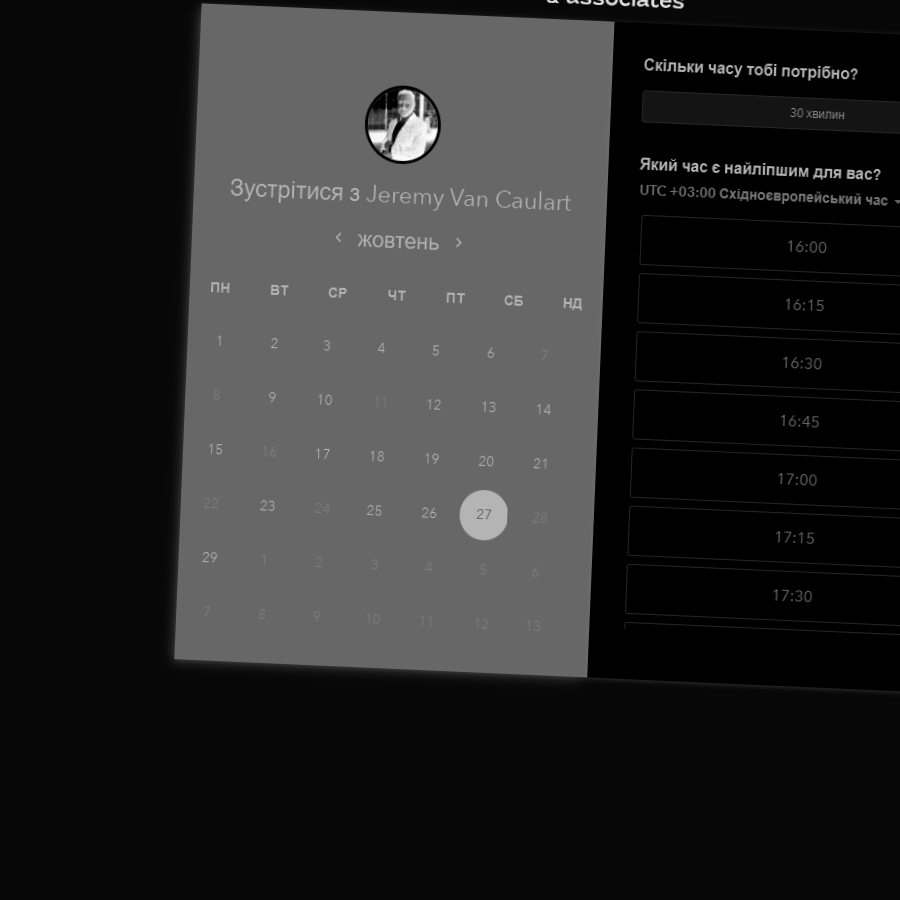 & associates
Зустрітися з Jeremy Van Caulart
‹ жовтень ›
ПН ВТ СР ЧТ ПТ СБ НД
1 2 3 4 5 6 7
8 9 10 11 12 13 14
15 16 17 18 19 20 21
22 23 24 25 26 27 28
29 1 2 3 4 5 6
7 8 9 10 11 12 13
Скільки часу тобі потрібно?
30 хвилин
Який час є найліпшим для вас?
UTC +03:00 Східноєвропейський час
16:00
16:15
16:30
16:45
17:00
17:15
17:30